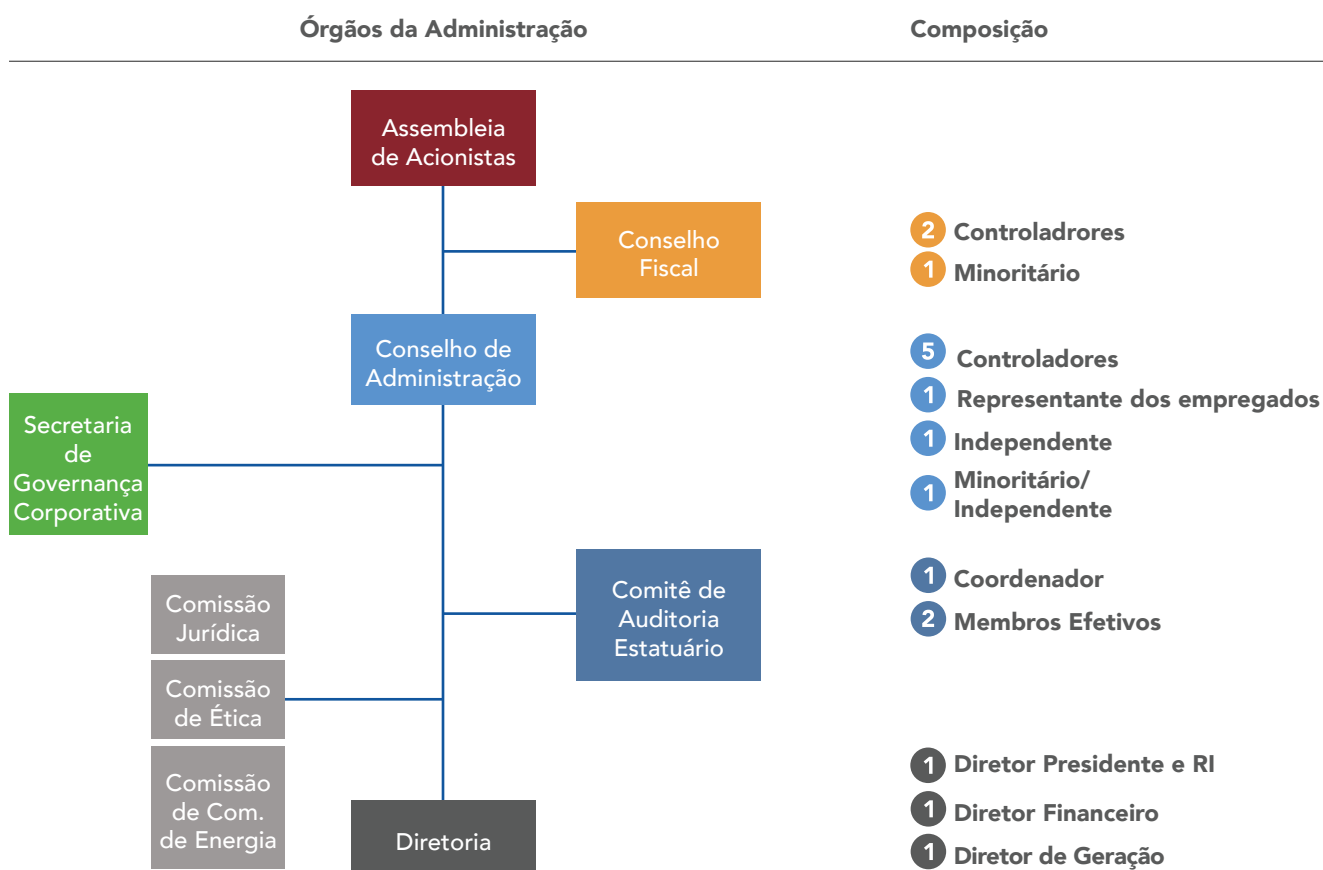 Órgãos da Administração
Composição
Assembleia
de Acionistas
Conselho
Fiscal
2 Controladrores
1 Minoritário
Conselho de
Administração
5 Controladores
1 Representante dos empregados
1 Independente
1 Minoritário/
Independente
Secretaria
de
Governança
Corporativa
Comitê de
Auditoria
Estatuário
1 Coordenador
2 Membros Efetivos
Comissão
Jurídica
Comissão
de Ética
Comissão
de Com.
de Energia
Diretoria
1 Diretor Presidente e RI
1 Diretor Financeiro
1 Diretor de Geração